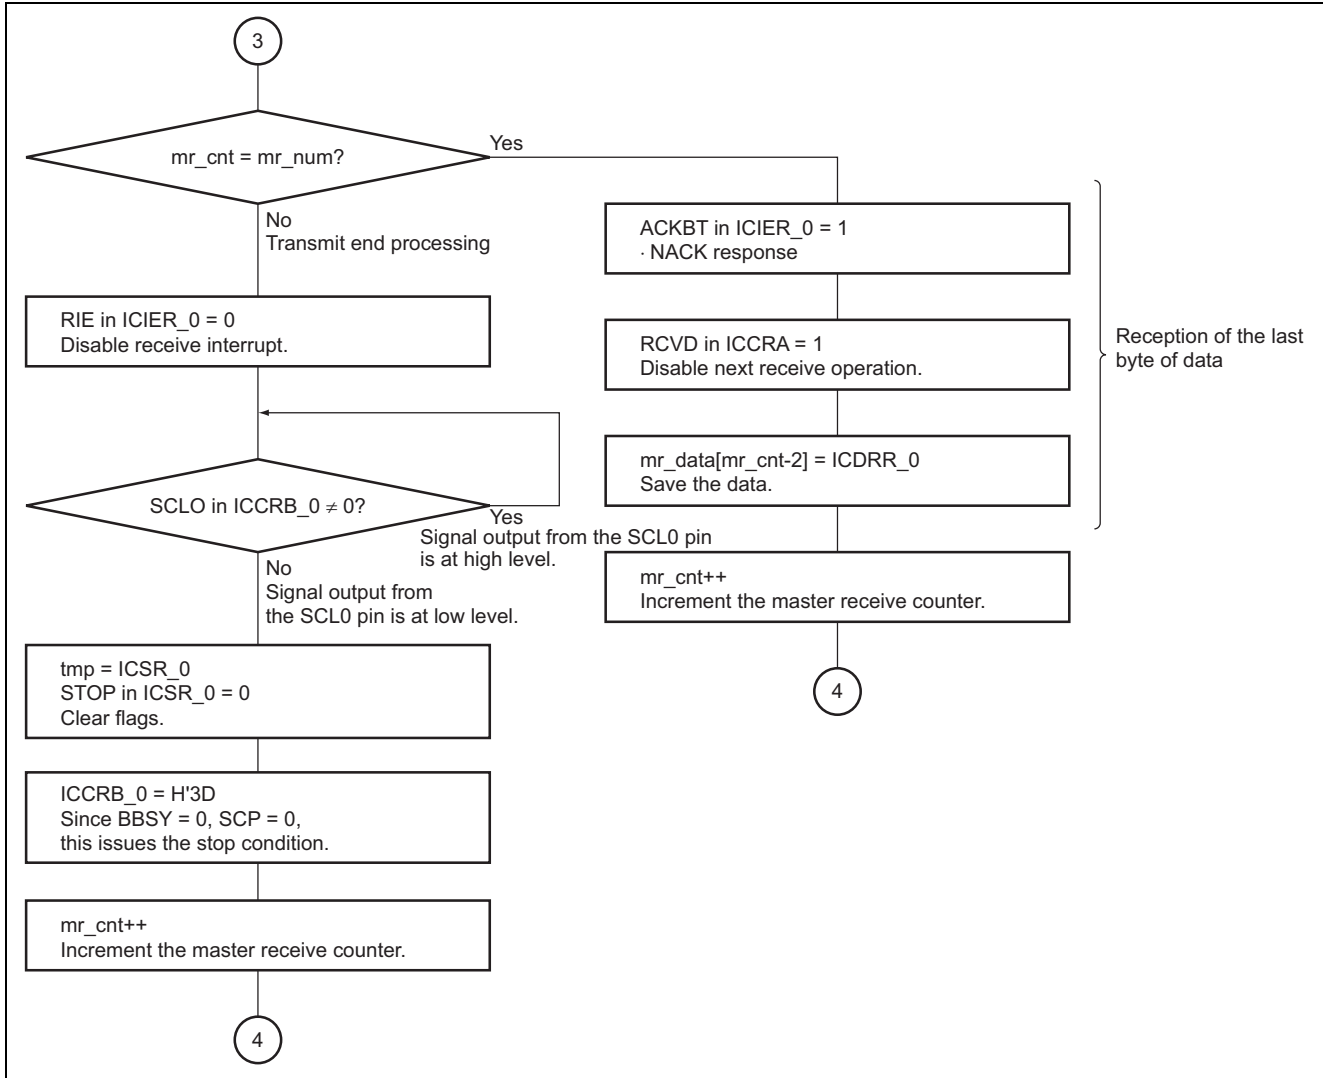 3
mr_cnt = mr_num?
Yes
No
Transmit end processing
RIE in ICIER_0 = 0
Disable receive interrupt.
SCLO in ICCRB_0 ≠ 0?
Yes
Signal output from the SCL0 pin
is at high level.
No
Signal output from
the SCL0 pin is at low level.
tmp = ICSR_0
STOP in ICSR_0 = 0
Clear flags.
ICCRB_0 = H'3D
Since BBSY = 0, SCP = 0,
this issues the stop condition.
mr_cnt++
Increment the master receive counter.
4
ACKBT in ICIER_0 = 1
· NACK response
RCVD in ICCRA = 1
Disable next receive operation.
mr_data[mr_cnt-2] = ICDRR_0
Save the data.
Reception of the last
byte of data
mr_cnt++
Increment the master receive counter.
4